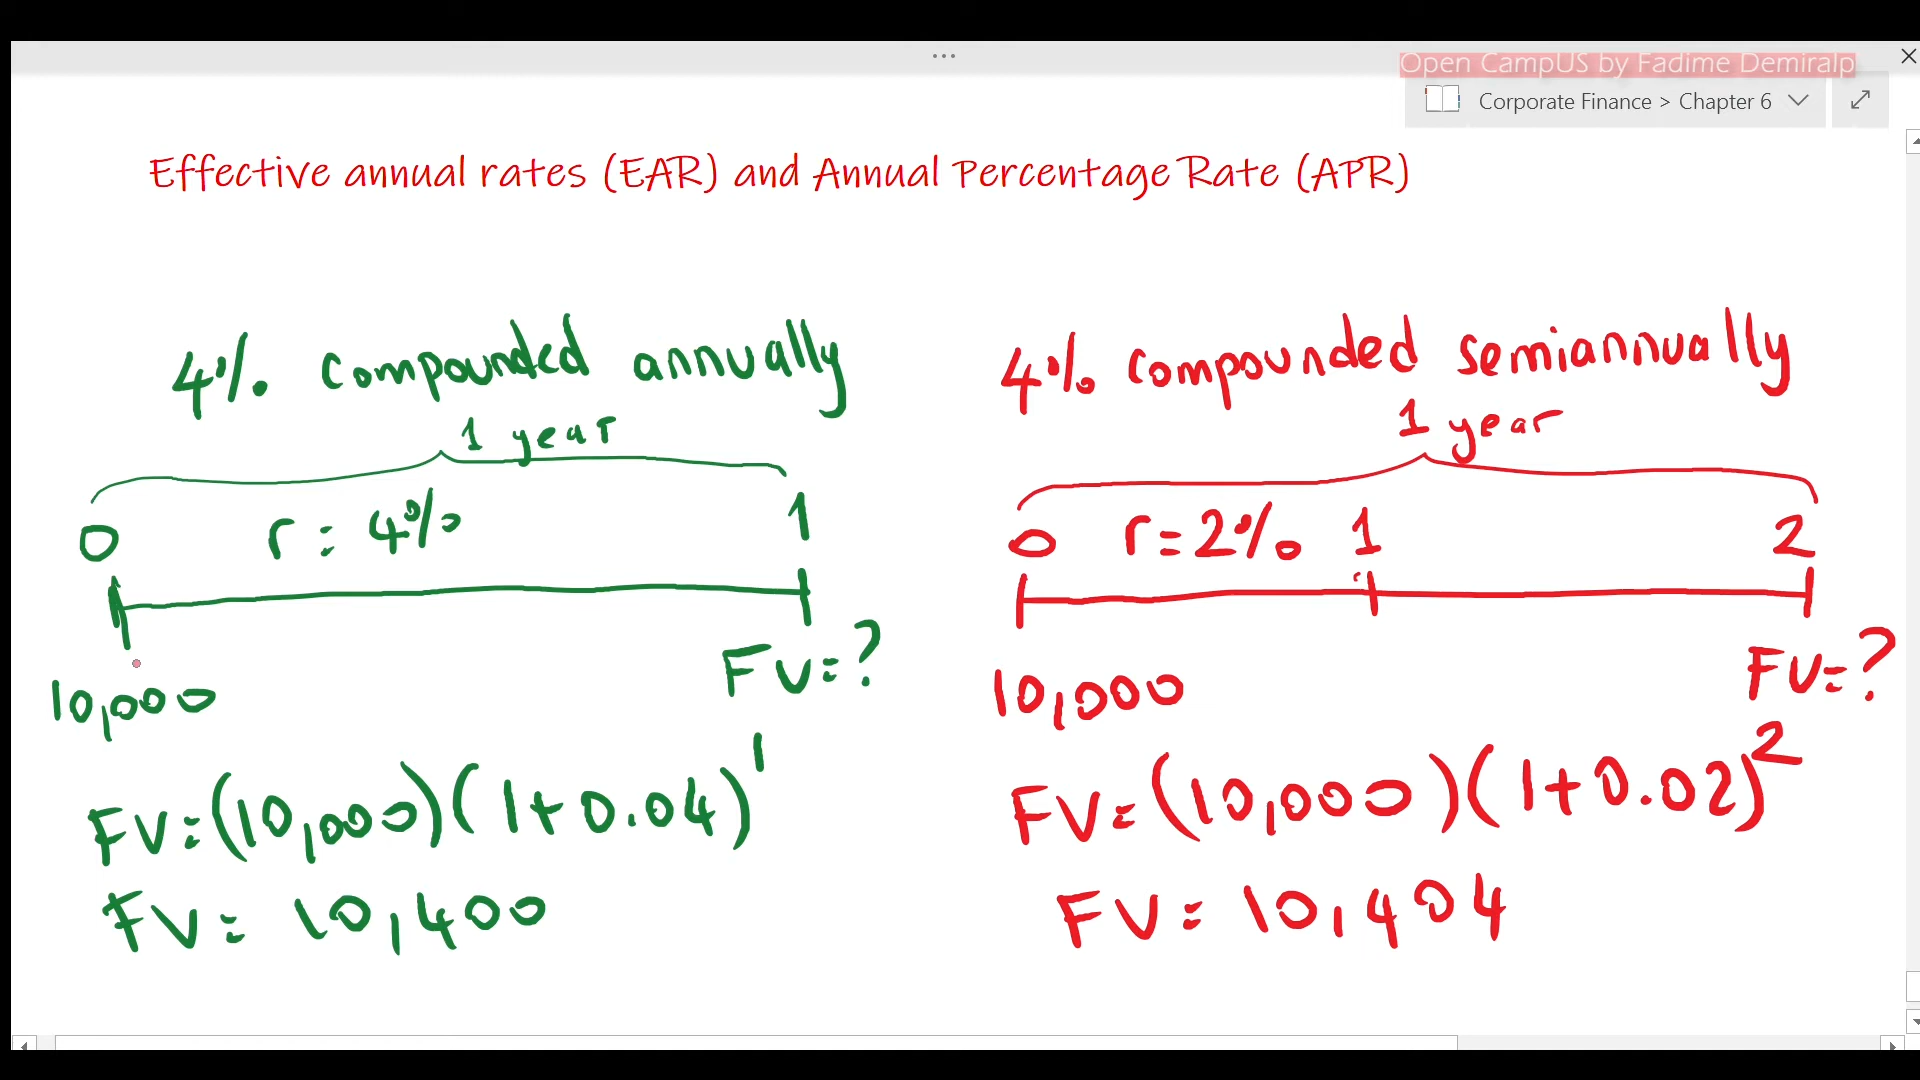 Open CampUS by Fadime Demiralp
Corporate Finance > Chapter 6
Effective annual rates (EAR) and Annual Percentage Rate (APR)
4% compounded annually
1 year
0 r = 4% 1
10,000 FV=?
FV=(10,000)(1+0.04)^1
FV= 10,400
4% compounded semiannually
1 year
0 r=2% 1 2
10,000 FV=?
FV=(10,000)(1+0.02)^2
FV= 10,404